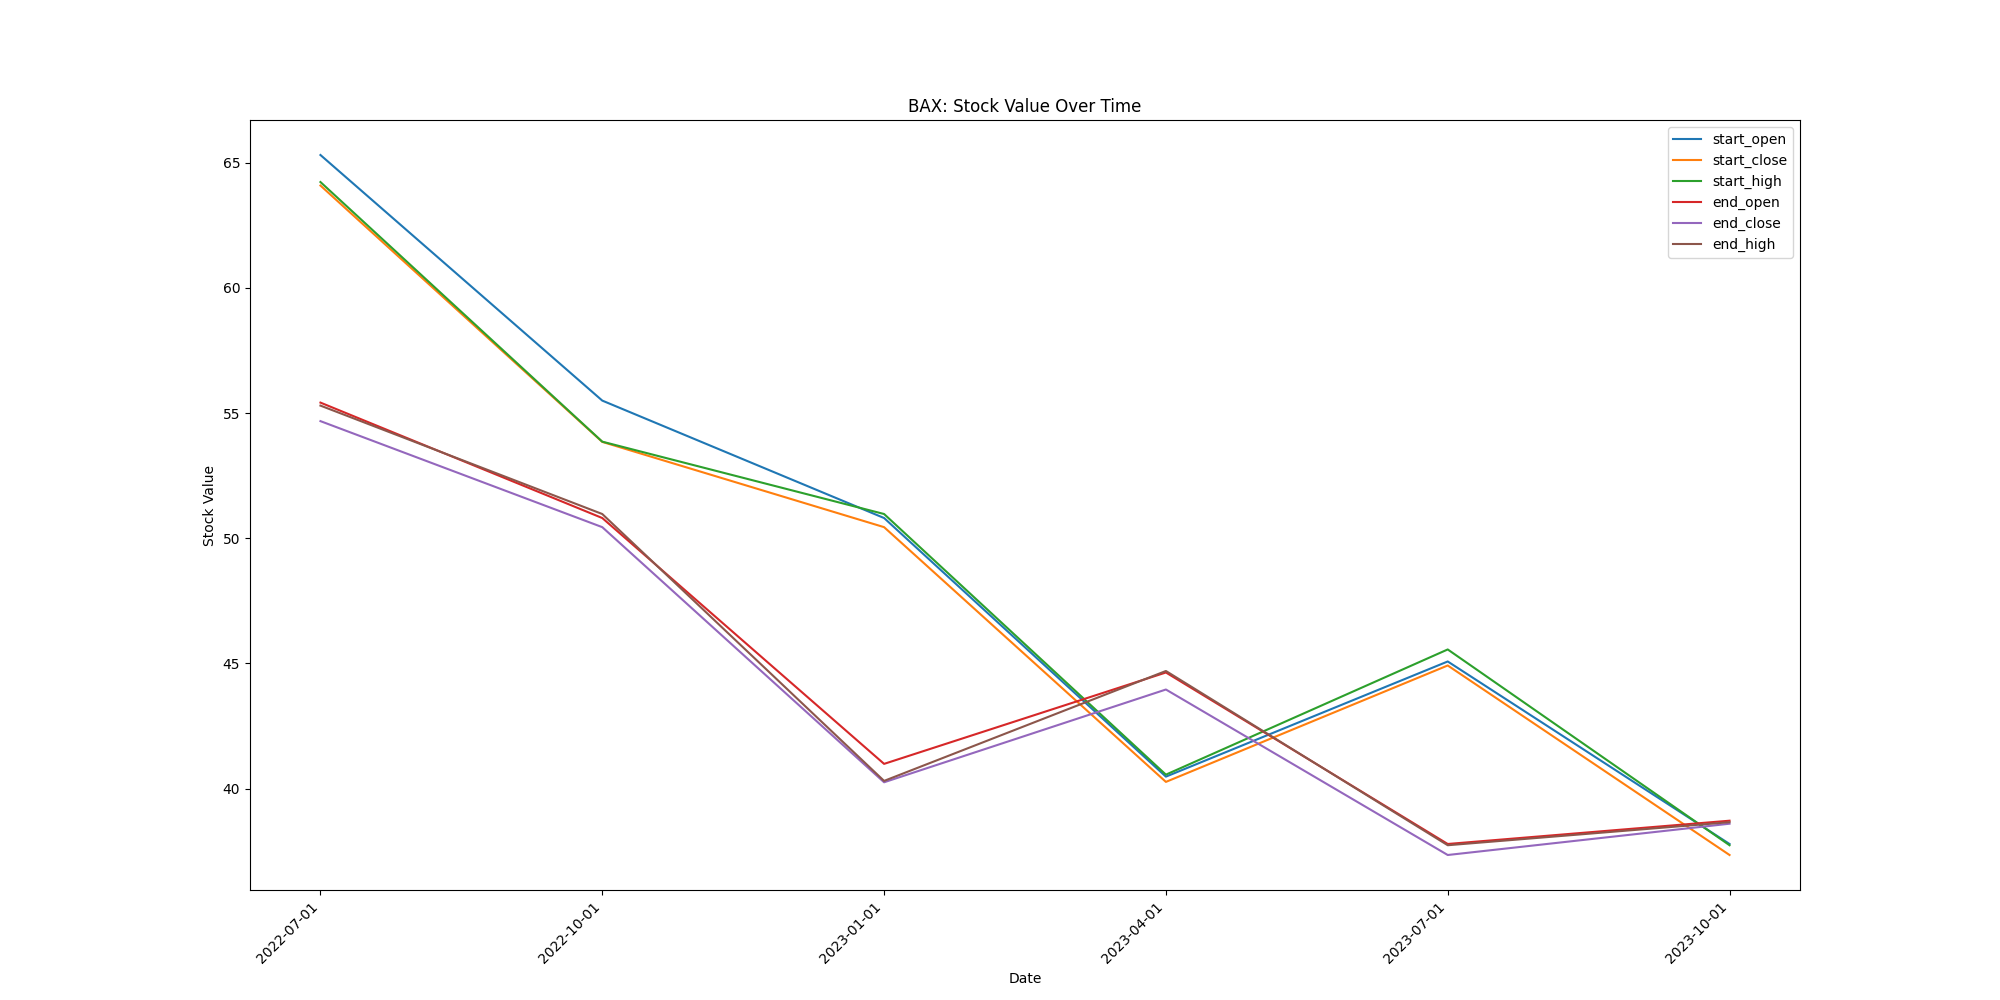 BAX: Stock Value Over Time
start_open
start_close
start_high
end_open
end_close
end_high
Stock Value
65
60
55
50
45
40
2022-07-01
2022-10-01
2023-01-01
2023-04-01
2023-07-01
2023-10-01
Date